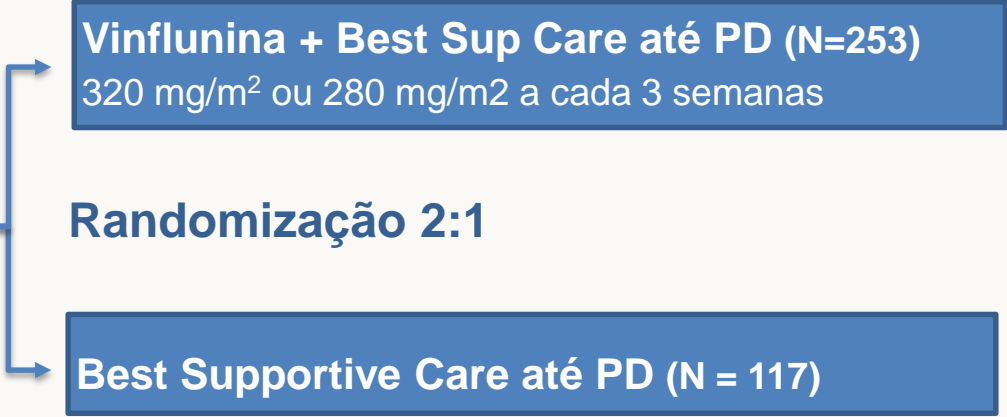 Vinflunina + Best Sup Care até PD (N=253)
320 mg/m² ou 280 mg/m2 a cada 3 semanas
Randomização 2:1
Best Supportive Care até PD (N = 117)